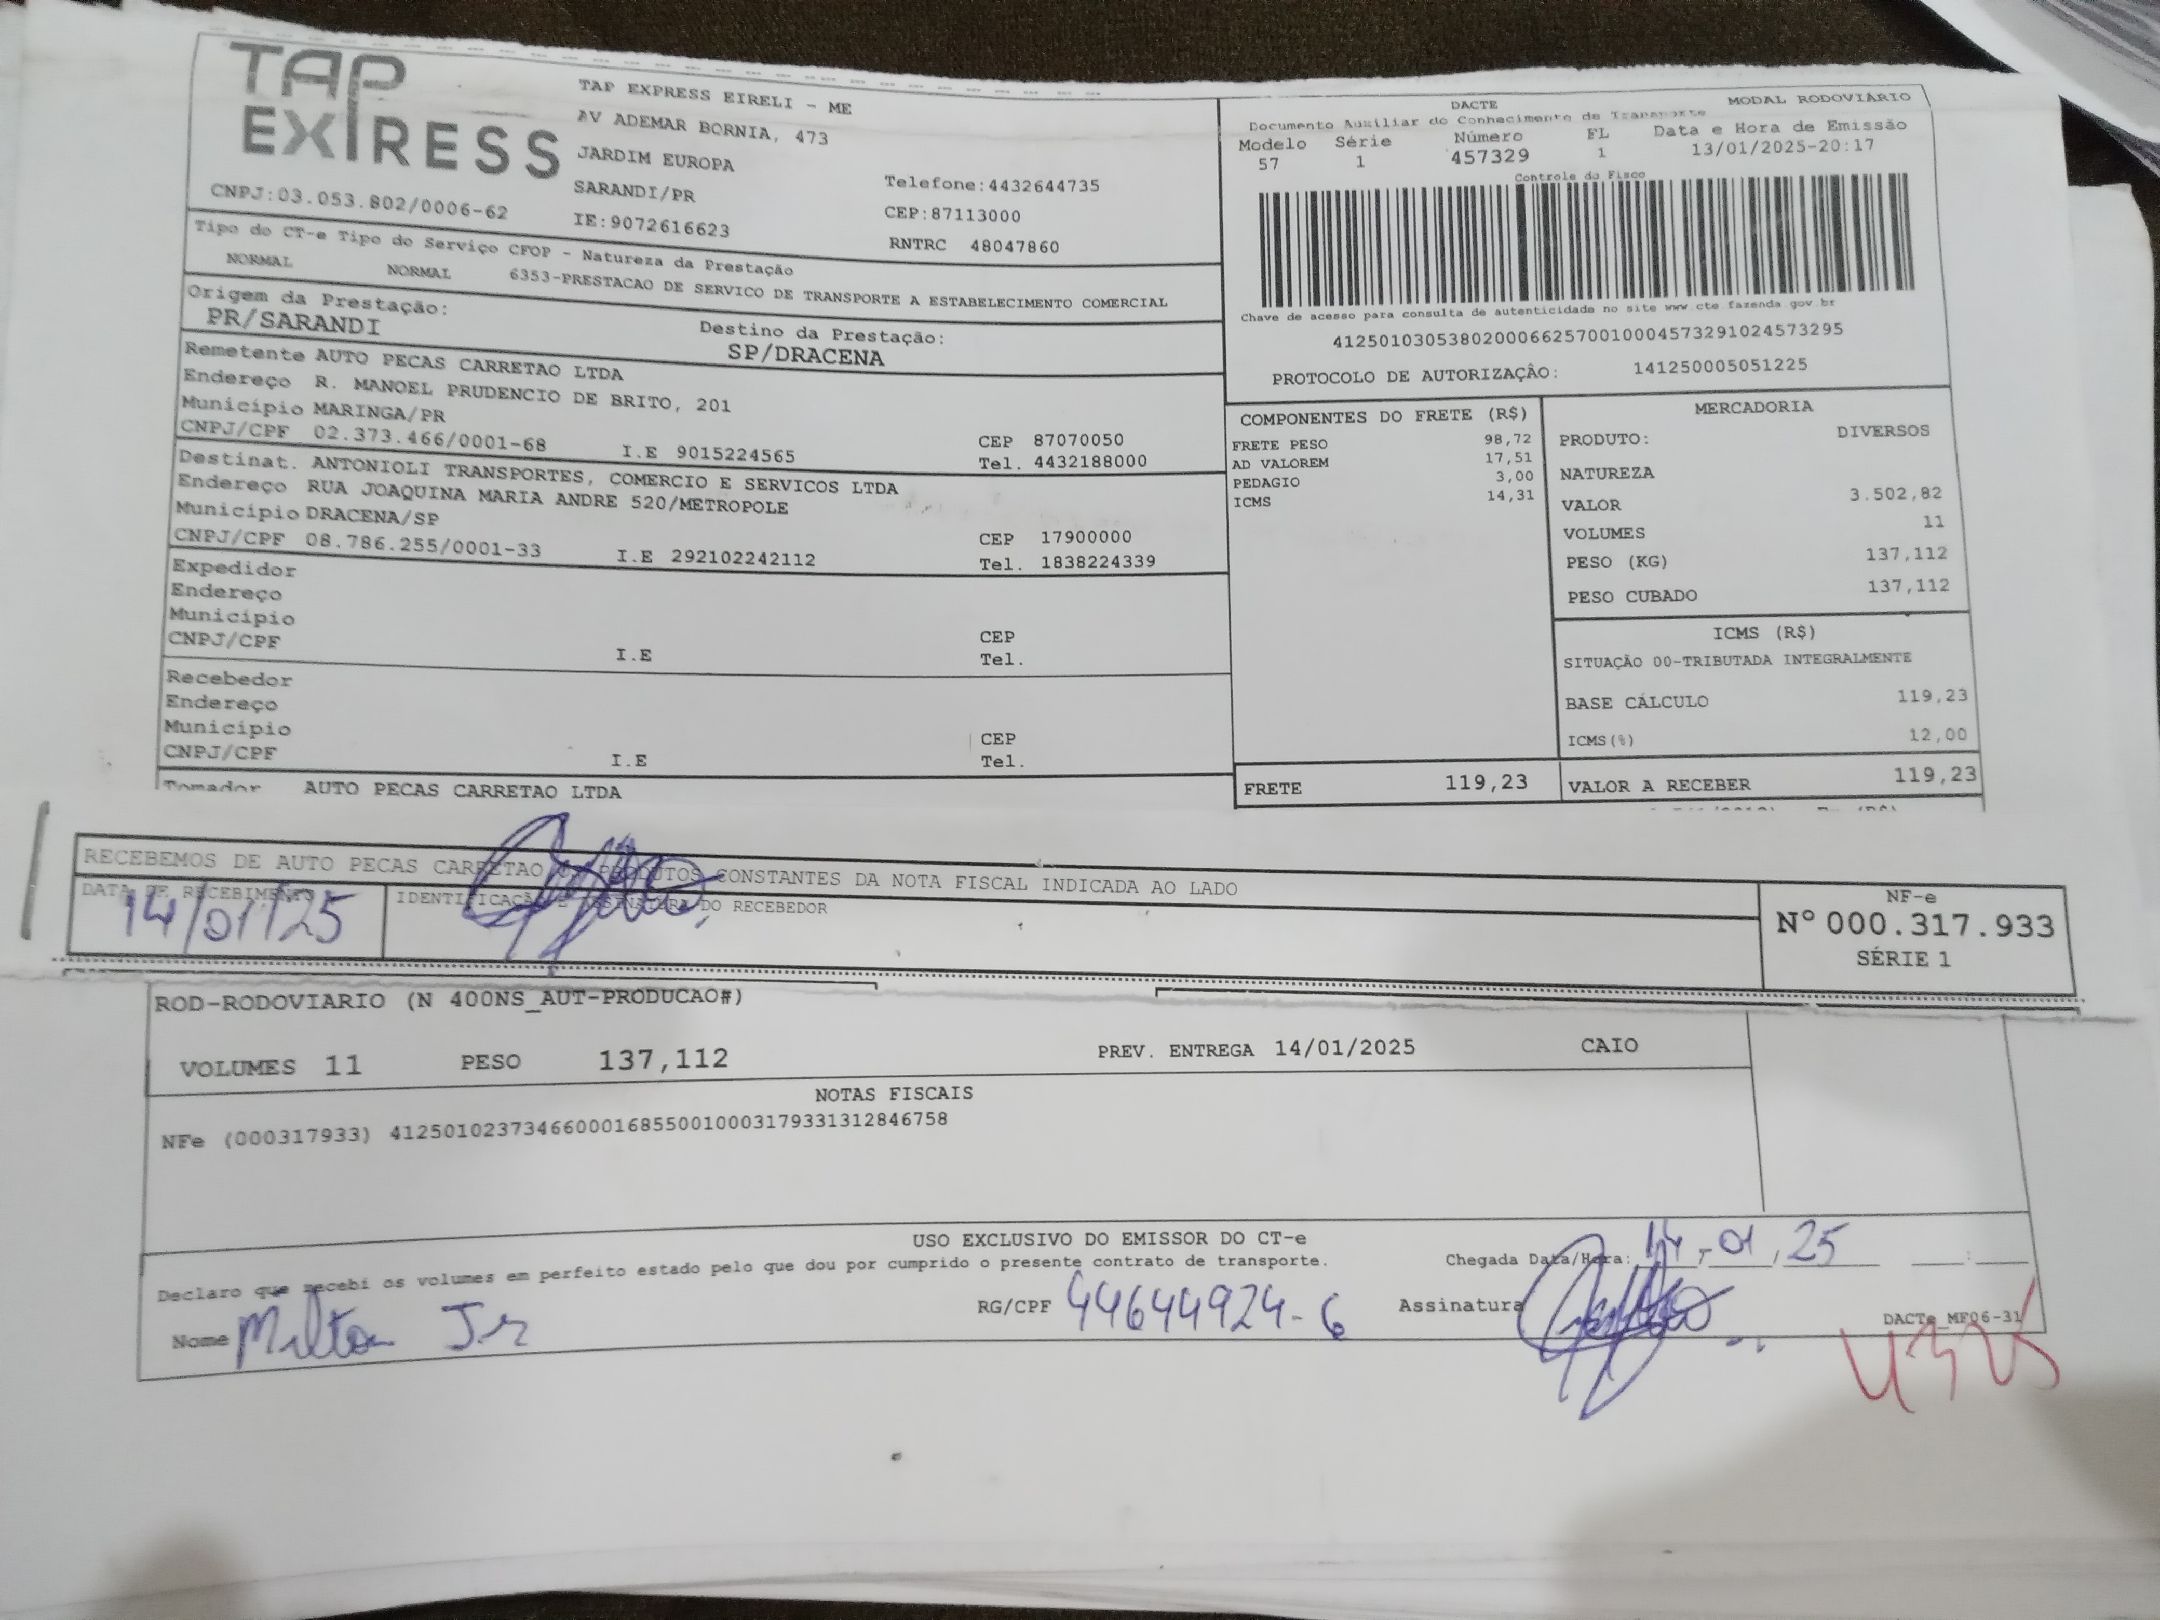 TAP
EXPRESS
TAP EXPRESS EIRELI - ME
AV ADEMAR BORNIA, 473
JARDIM EUROPA
SARANDI/PR
Telefone:4432644735
CNPJ:03.053.802/0006-62
IE:9072616623
CEP:87113000
RNTRC 48047860
DACTE
MODAL RODOVIÁRIO
Documento Auxiliar do Conhecimento de Transporte
Modelo Série Número FL Data e Hora de Emissão
57 1 457329 1 13/01/2025-20:17
Controle do Fisco
Chave de acesso para consulta de autenticidade no site www.cte.fazenda.gov.br
41250103053802000662570010004573291024573295
PROTOCOLO DE AUTORIZAÇÃO: 141250005051225
Tipo do CT-e Tipo do Serviço CFOP - Natureza da Prestação
NORMAL NORMAL 6353-PRESTACAO DE SERVICO DE TRANSPORTE A ESTABELECIMENTO COMERCIAL
Origem da Prestação:
PR/SARANDI
Destino da Prestação:
SP/DRACENA
Remetente AUTO PECAS CARRETAO LTDA
Endereço R. MANOEL PRUDENCIO DE BRITO, 201
Município MARINGA/PR
CEP 87070050
CNPJ/CPF 02.373.466/0001-68 I.E 9015224565 Tel. 4432188000
Destinat. ANTONIOLI TRANSPORTES, COMERCIO E SERVICOS LTDA
Endereço RUA JOAQUINA MARIA ANDRE 520/METROPOLE
Município DRACENA/SP
CEP 17900000
CNPJ/CPF 08.786.255/0001-33 I.E 292102242112 Tel. 1838224339
Expedidor
Endereço
Município
CEP
CNPJ/CPF I.E Tel.
Recebedor
Endereço
Município
CEP
CNPJ/CPF I.E Tel.
Tomador AUTO PECAS CARRETAO LTDA
COMPONENTES DO FRETE (R$)
FRETE PESO 98,72
AD VALOREM 17,51
PEDAGIO 3,00
ICMS 14,31
FRETE 119,23
MERCADORIA
PRODUTO: DIVERSOS
NATUREZA
VALOR 3.502,82
VOLUMES 11
PESO (KG) 137,112
PESO CUBADO 137,112
ICMS (R$)
SITUAÇÃO 00-TRIBUTADA INTEGRALMENTE
BASE CÁLCULO 119,23
ICMS(%) 12,00
VALOR A RECEBER 119,23
RECEBEMOS DE AUTO PECAS CARRETAO PRODUTOS CONSTANTES DA NOTA FISCAL INDICADA AO LADO
DATA DE RECEBIMENTO
14/01/25
IDENTIFICAÇÃO E ASSINATURA DO RECEBEDOR
NF-e
Nº 000.317.933
SÉRIE 1
ROD-RODOVIARIO (N 400NS_AUT-PRODUCAO#)
VOLUMES 11 PESO 137,112 PREV. ENTREGA 14/01/2025 CAIO
NOTAS FISCAIS
NFe (000317933) 41250102373466000168550010003179331312846758
USO EXCLUSIVO DO EMISSOR DO CT-e
Declaro que recebi os volumes em perfeito estado pelo que dou por cumprido o presente contrato de transporte.
Chegada Data/Hora: 14,01,25
Nome Milton Jr RG/CPF 44644924-6 Assinatura
DACTe_MF06-31